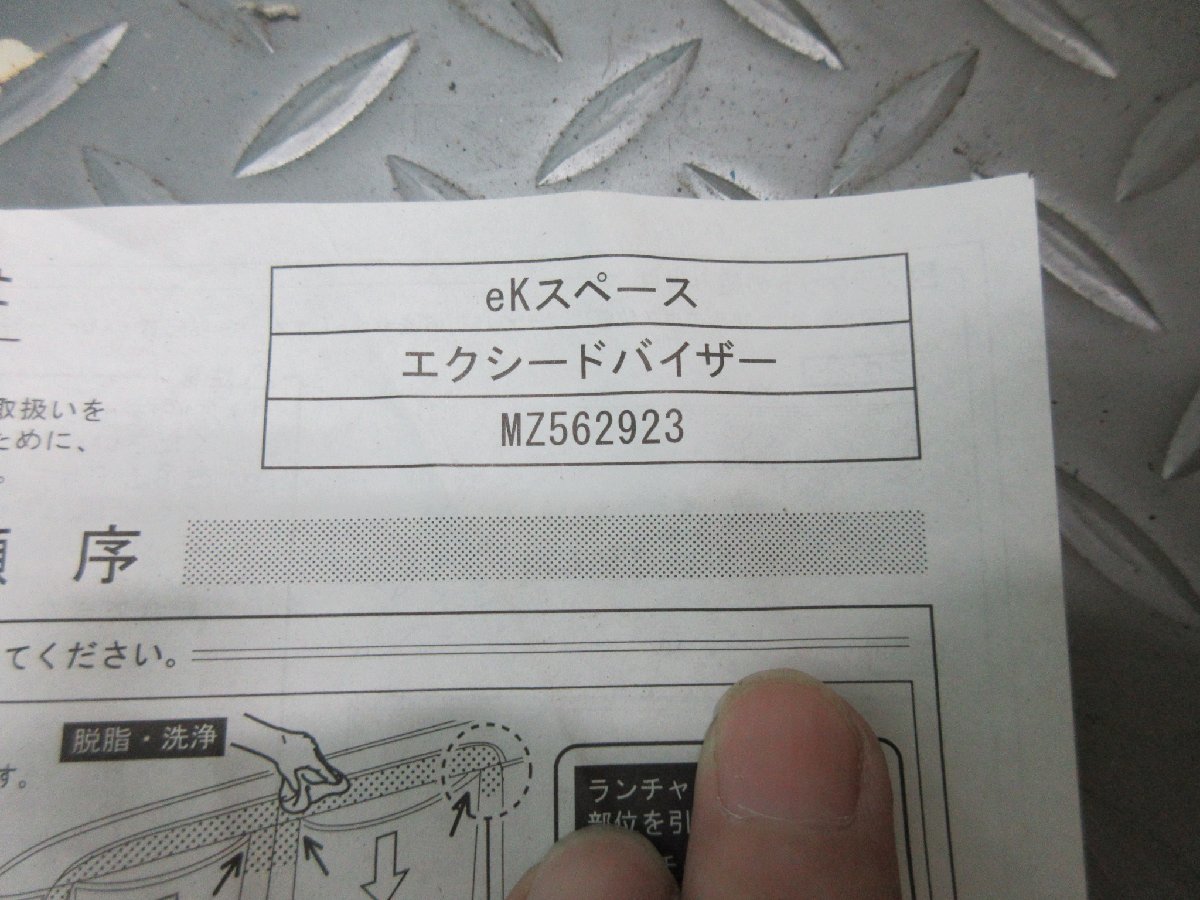 eKスペース
エクシードバイザー
MZ562923
取扱いを
ために、
。
順 序
てください。
脱脂・洗浄
す。
ランチャ
部位を引